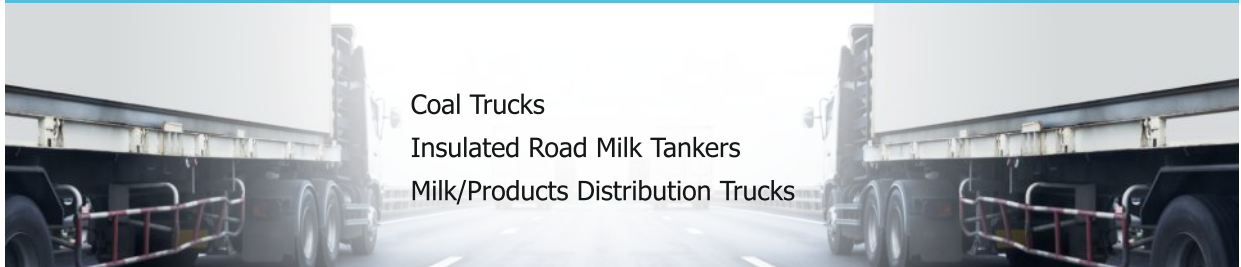 Coal Trucks
Insulated Road Milk Tankers
Milk/Products Distribution Trucks